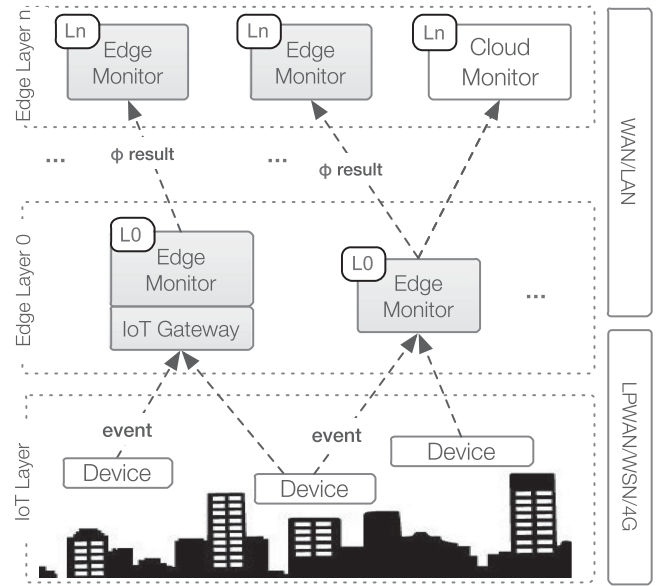 Edge Layer n
Ln
Edge
Monitor
Ln
Edge
Monitor
Ln
Cloud
Monitor
WAN/LAN
...
ϕ result
...
ϕ result
Edge Layer 0
L0
Edge
Monitor
IoT Gateway
L0
Edge
Monitor
...
IoT Layer
event
event
Device
Device
Device
LPWAN/WSN/4G